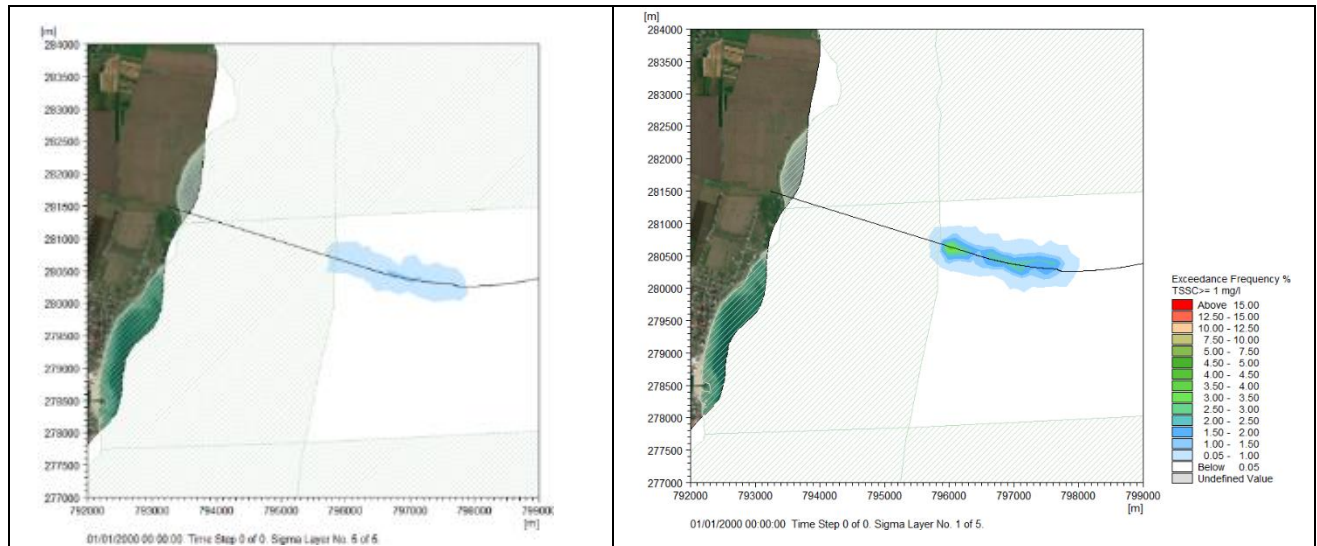 [m]
284000
283500
283000
282500
282000
281500
281000
280500
280000
279500
279000
278500
278000
277500
277000
792000 793000 794000 795000 796000 797000 798000 799000
[m]
01/01/2000 00:00:00 Time Step 0 of 0. Sigma Layer No. 5 of 5.
[m]
284000
283500
283000
282500
282000
281500
281000
280500
280000
279500
279000
278500
278000
277500
277000
792000 793000 794000 795000 796000 797000 798000 799000
[m]
01/01/2000 00:00:00 Time Step 0 of 0. Sigma Layer No. 1 of 5.
Exceedance Frequency %
TSSC>= 1 mg/l
Above 15.00
12.50 - 15.00
10.00 - 12.50
7.50 - 10.00
5.00 - 7.50
4.50 - 5.00
4.00 - 4.50
3.50 - 4.00
3.00 - 3.50
2.50 - 3.00
2.00 - 2.50
1.50 - 2.00
1.00 - 1.50
0.05 - 1.00
Below 0.05
Undefined Value